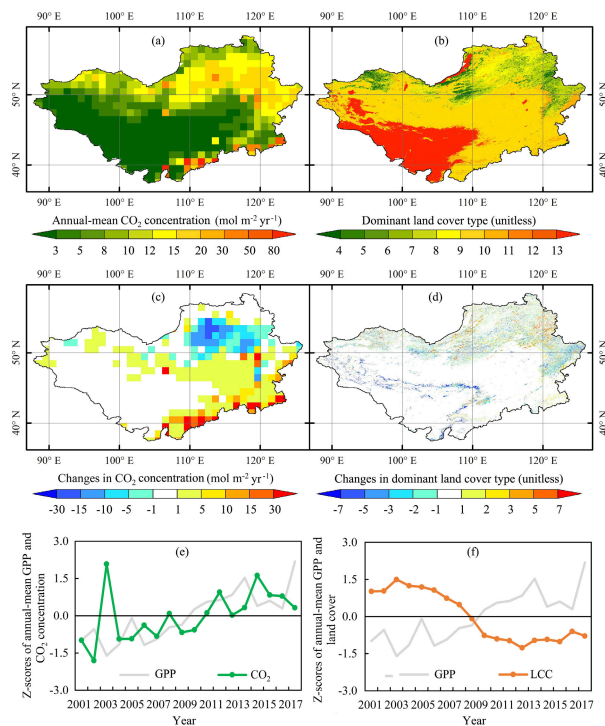 90° E 100° E 110° E 120° E 90° E 100° E 110° E 120° E
(a) (b)
50° N 50° N
40° N 40° N
Annual-mean CO₂ concentration (mol m⁻² yr⁻¹) Dominant land cover type (unitless)
3 5 8 10 12 15 20 30 50 80 4 5 6 7 8 9 10 11 12 13
90° E 100° E 110° E 120° E 90° E 100° E 110° E 120° E
(c) (d)
50° N 50° N
40° N 40° N
Changes in CO₂ concentration (mol m⁻² yr⁻¹) Changes in dominant land cover type (unitless)
-30 -15 -10 -5 -1 1 5 10 15 30 -7 -5 -3 -2 -1 1 2 3 5 7
Z-scores of annual-mean GPP and
CO₂ concentration
3.0 (e)
1.5
0.0
-1.5
-3.0
GPP CO₂
2001 2003 2005 2007 2009 2011 2013 2015 2017
Year
Z-scores of annual-mean GPP and
land cover
3.0 (f)
1.5
0.0
-1.5
-3.0
GPP LCC
2001 2003 2005 2007 2009 2011 2013 2015 2017
Year